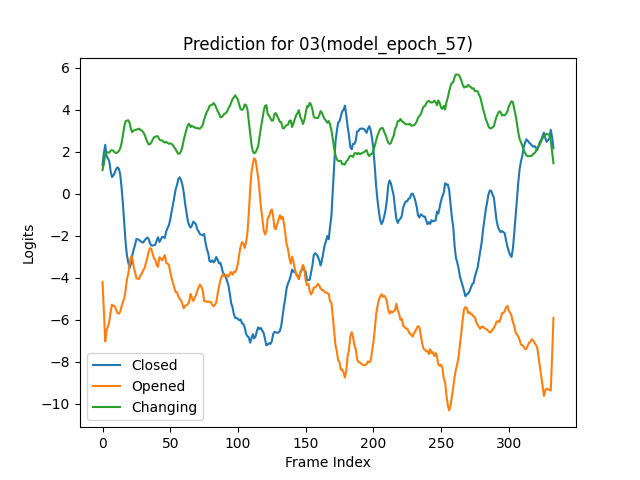 Prediction for 03(model_epoch_57)
6
4
2
0
−2
−4
−6
−8
−10
Logits
Closed
Opened
Changing
0 50 100 150 200 250 300
Frame Index